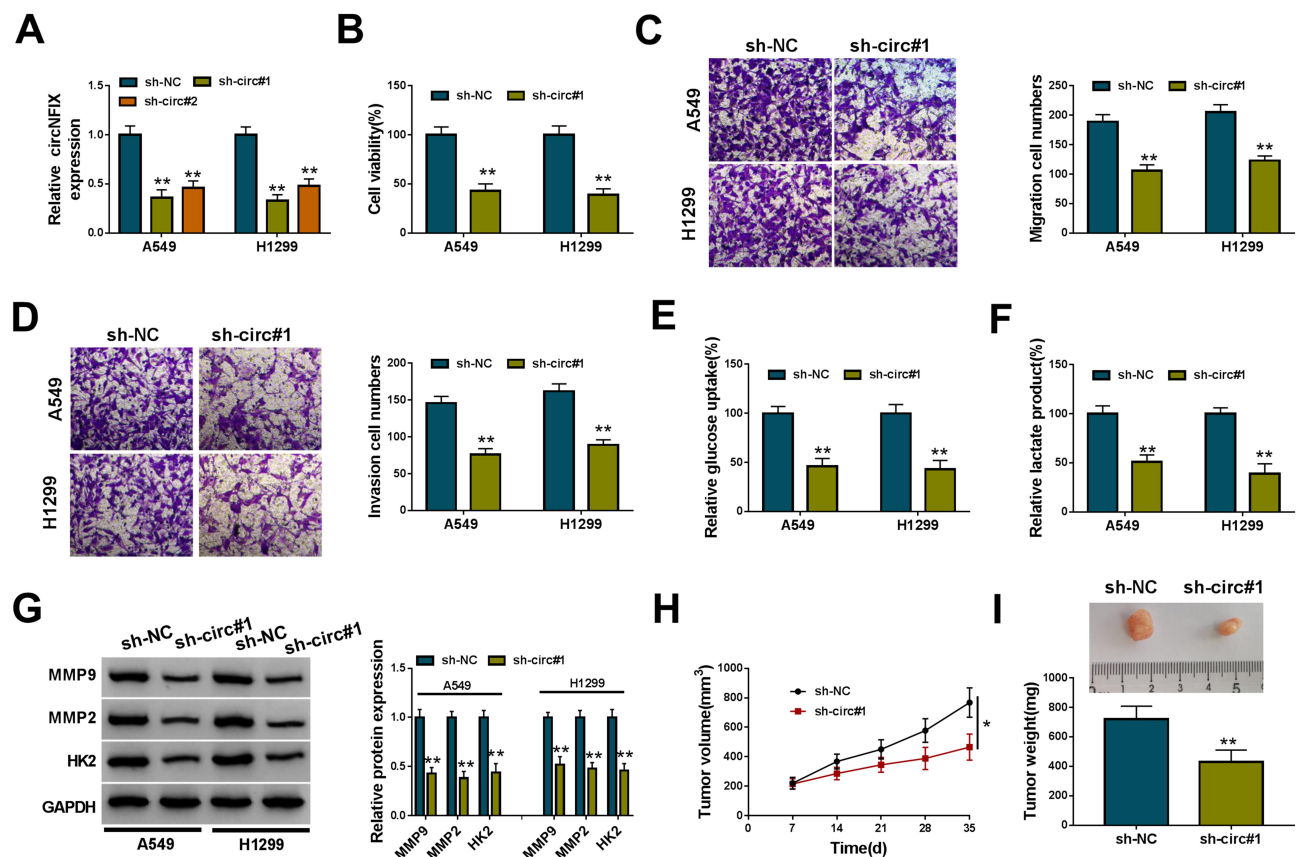 A
Relative circNFIX
expression
sh-NC
sh-circ#1
sh-circ#2
1.5
1.0
0.5
0.0
**
**
**
**
A549
H1299
B
Cell viability(%)
sh-NC
sh-circ#1
150
100
50
0
**
**
A549
H1299
C
sh-NC
sh-circ#1
A549
H1299
Migration cell numbers
sh-NC
sh-circ#1
250
200
150
100
50
0
**
**
A549
H1299
D
sh-NC
sh-circ#1
A549
H1299
Invasion cell numbers
sh-NC
sh-circ#1
200
150
100
50
0
**
**
A549
H1299
E
Relative glucose uptake(%)
sh-NC
sh-circ#1
150
100
50
0
**
**
A549
H1299
F
Relative lactate product(%)
sh-NC
sh-circ#1
150
100
50
0
**
**
A549
H1299
G
sh-NC
sh-circ#1
sh-NC
sh-circ#1
MMP9
MMP2
HK2
GAPDH
A549
H1299
Relative protein expression
sh-NC
sh-circ#1
A549
H1299
1.5
1.0
0.5
0.0
**
**
**
**
**
**
MMP9
MMP2
HK2
MMP9
MMP2
HK2
H
Tumor volume(mm3)
sh-NC
sh-circ#1
800
600
400
200
0
*
0
7
14
21
28
35
Time(d)
I
sh-NC
sh-circ#1
1
2
3
4
5
Tumor weight(mg)
1000
800
600
400
200
0
**
sh-NC
sh-circ#1